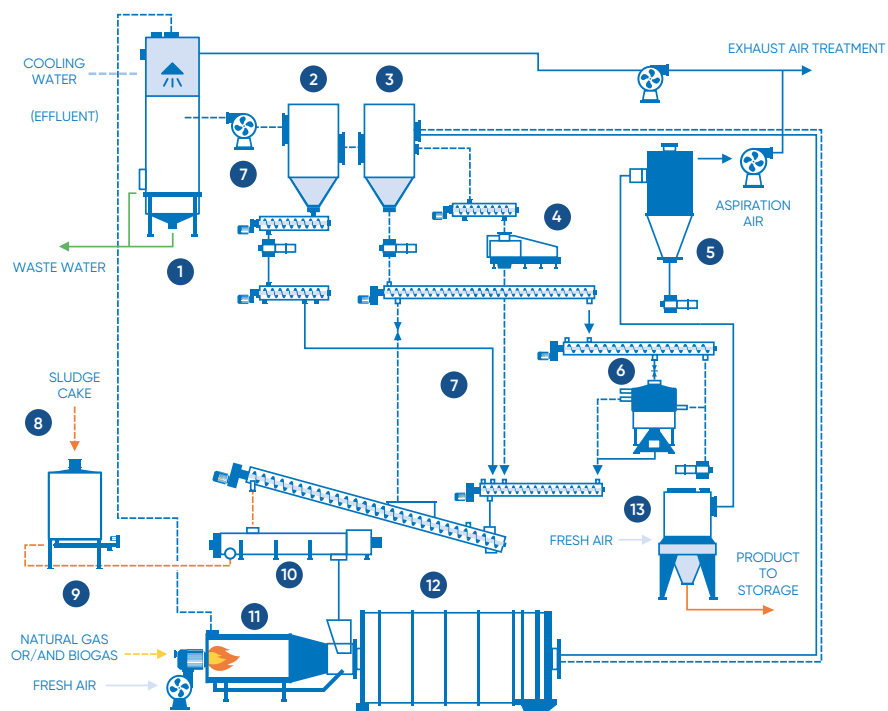 COOLING
WATER
(EFFLUENT)
WASTE WATER
1
2
3
7
4
EXHAUST AIR TREATMENT
ASPIRATION
AIR
5
6
7
SLUDGE
CAKE
8
9
10
11
12
13
FRESH AIR
PRODUCT
TO
STORAGE
NATURAL GAS
OR/AND BIOGAS
FRESH AIR